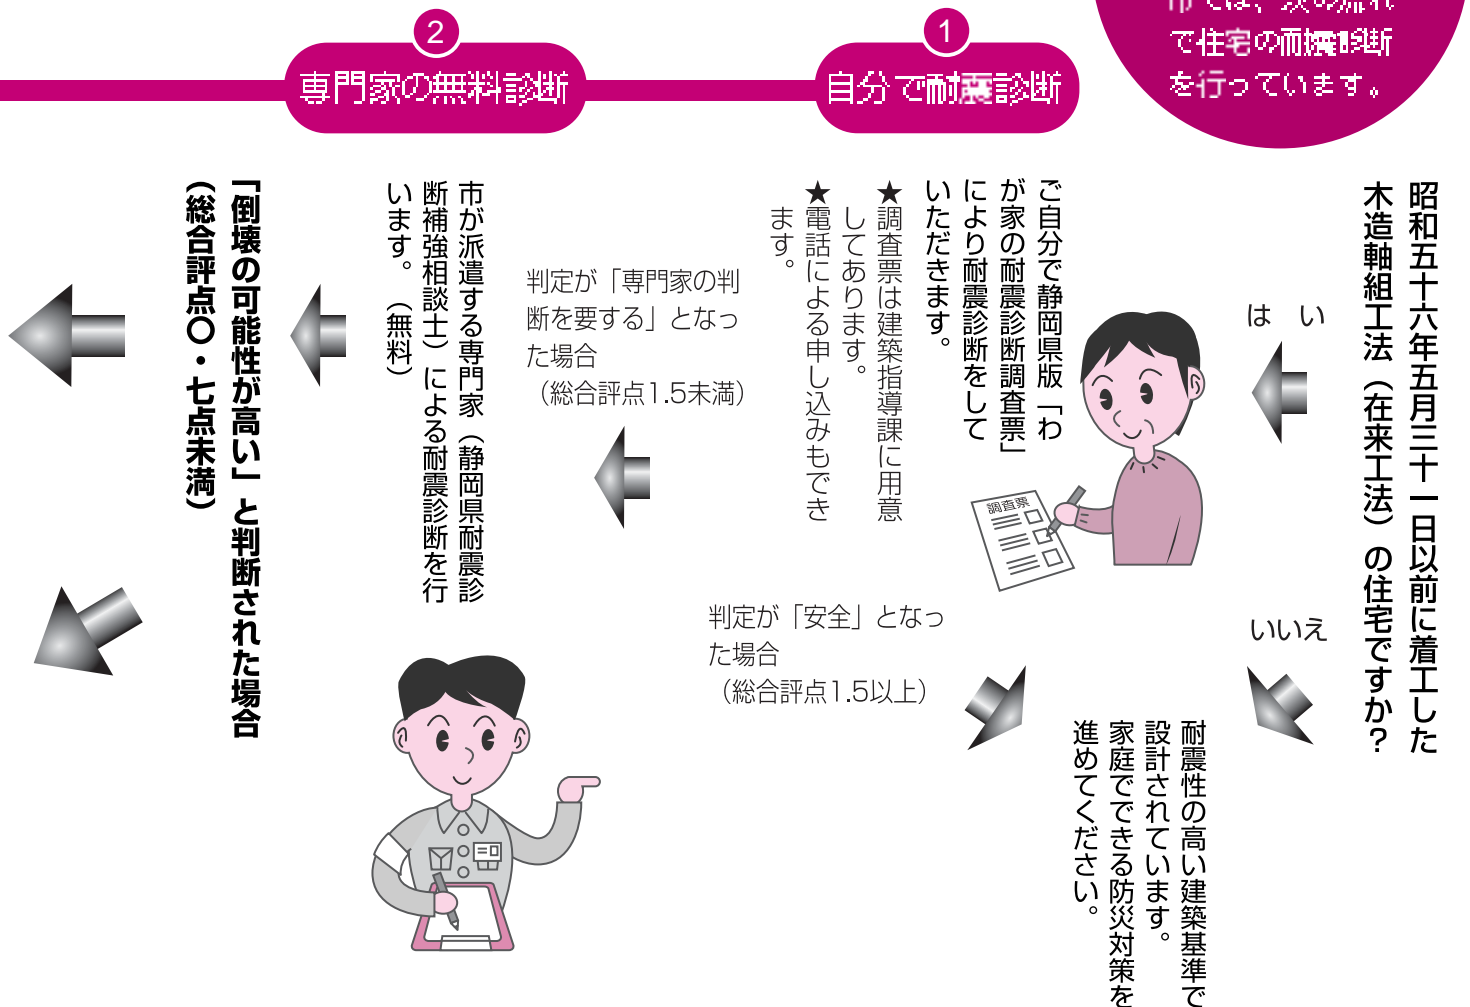 市では、次の流れ
で住宅の耐震診断
を行っています。
昭和五十六年五月三十一日以前に着工した
木造軸組工法（在来工法）の住宅ですか？
はい
いいえ
耐震性の高い建築基準で
設計されています。
家庭でできる防災対策を
進めてください。
1
自分で耐震診断
ご自分で静岡県版「わ
が家の耐震診断調査票」
により耐震診断をして
いただきます。
★調査票は建築指導課に用意
してあります。
★電話による申し込みもでき
ます。
調査票
判定が「安全」となっ
た場合
（総合評点1.5以上）
判定が「専門家の判
断を要する」となっ
た場合
（総合評点1.5未満）
2
専門家の無料診断
市が派遣する専門家（静岡県耐震診
断補強相談士）による耐震診断を行
います。（無料）
「倒壊の可能性が高い」と判断された場合
（総合評点〇・七点未満）